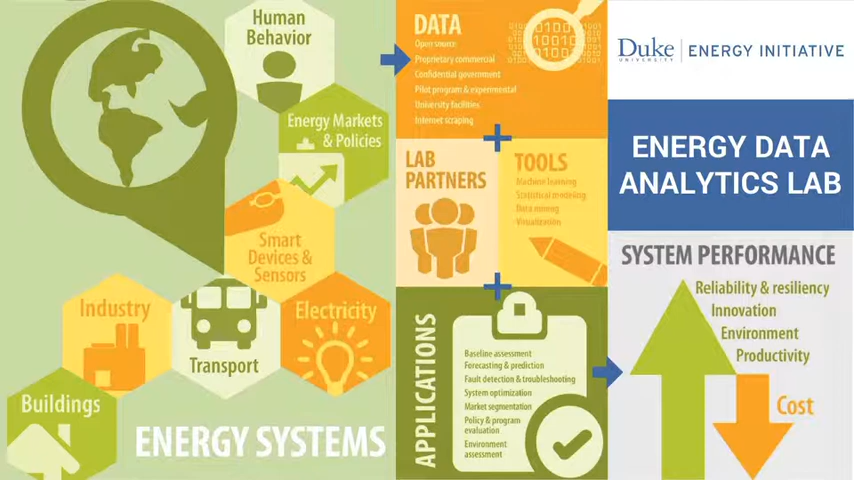 Human
Behavior
Energy Markets
& Policies
Smart
Devices &
Sensors
Industry
Transport
Electricity
Buildings
ENERGY SYSTEMS
DATA
Open source
Proprietary commercial
Confidential government
Pilot program & experimental
University facilities
Internet scraping
LAB
PARTNERS
TOOLS
Machine learning
Statistical modeling
Data mining
Visualization
APPLICATIONS
Baseline assessment
Forecasting & prediction
Fault detection & troubleshooting
System optimization
Market segmentation
Policy & program
evaluation
Environment
assessment
Duke ENERGY INITIATIVE
UNIVERSITY
ENERGY DATA
ANALYTICS LAB
SYSTEM PERFORMANCE
Reliability & resiliency
Innovation
Environment
Productivity
Cost